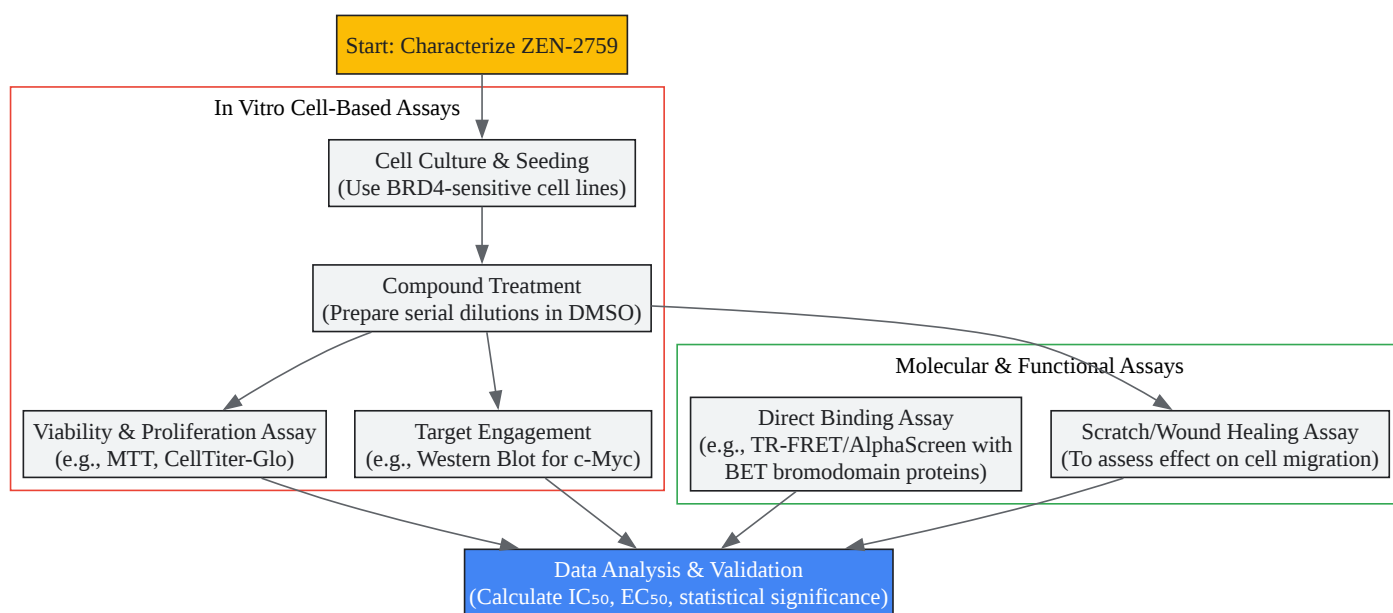 Start: Characterize ZEN-2759
In Vitro Cell-Based Assays
Cell Culture & Seeding
(Use BRD4-sensitive cell lines)
Compound Treatment
(Prepare serial dilutions in DMSO)
Molecular & Functional Assays
Viability & Proliferation Assay
(e.g., MTT, CellTiter-Glo)
Target Engagement
(e.g., Western Blot for c-Myc)
Direct Binding Assay
(e.g., TR-FRET/AlphaScreen with
BET bromodomain proteins)
Scratch/Wound Healing Assay
(To assess effect on cell migration)
Data Analysis & Validation
(Calculate IC₅₀, EC₅₀, statistical significance)